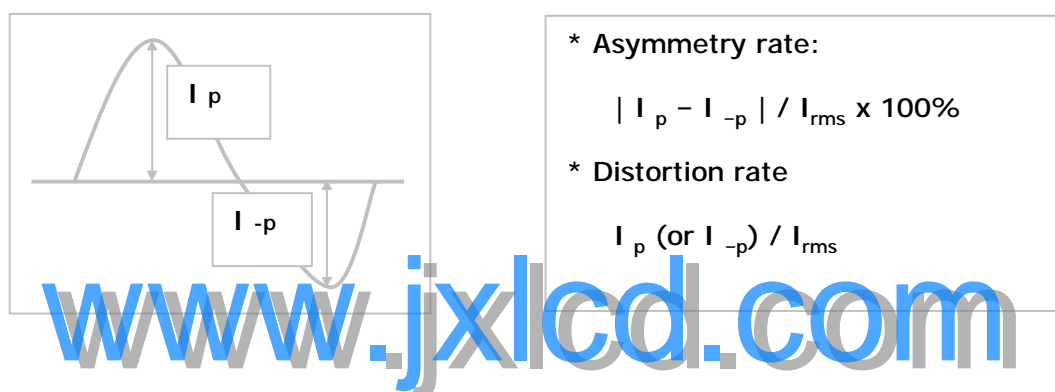 I p
I -p
* Asymmetry rate:
| I p – I –p | / Irms x 100%
* Distortion rate
I p (or I –p) / Irms
www.jxlcd.com